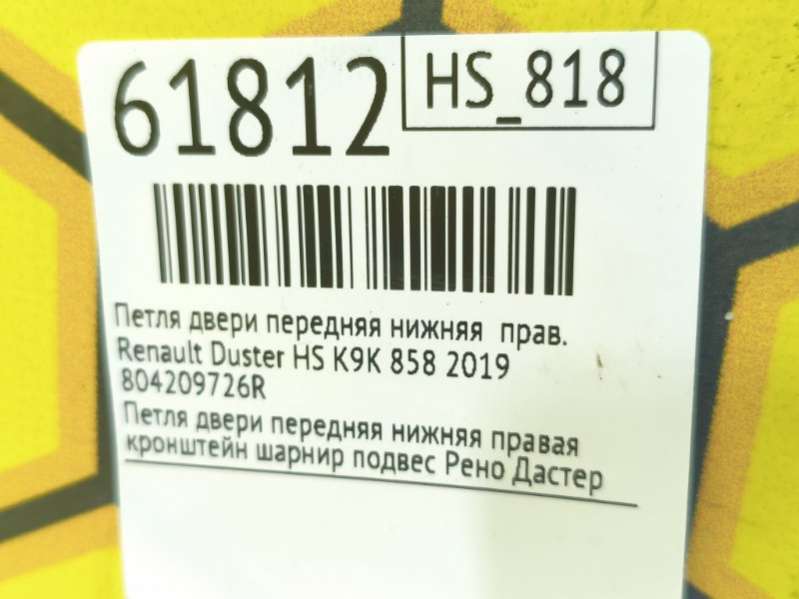 61812
HS_818
Петля двери передняя нижняя прав.
Renault Duster HS K9K 858 2019
804209726R
Петля двери передняя нижняя правая
кронштейн шарнир подвес Рено Дастер